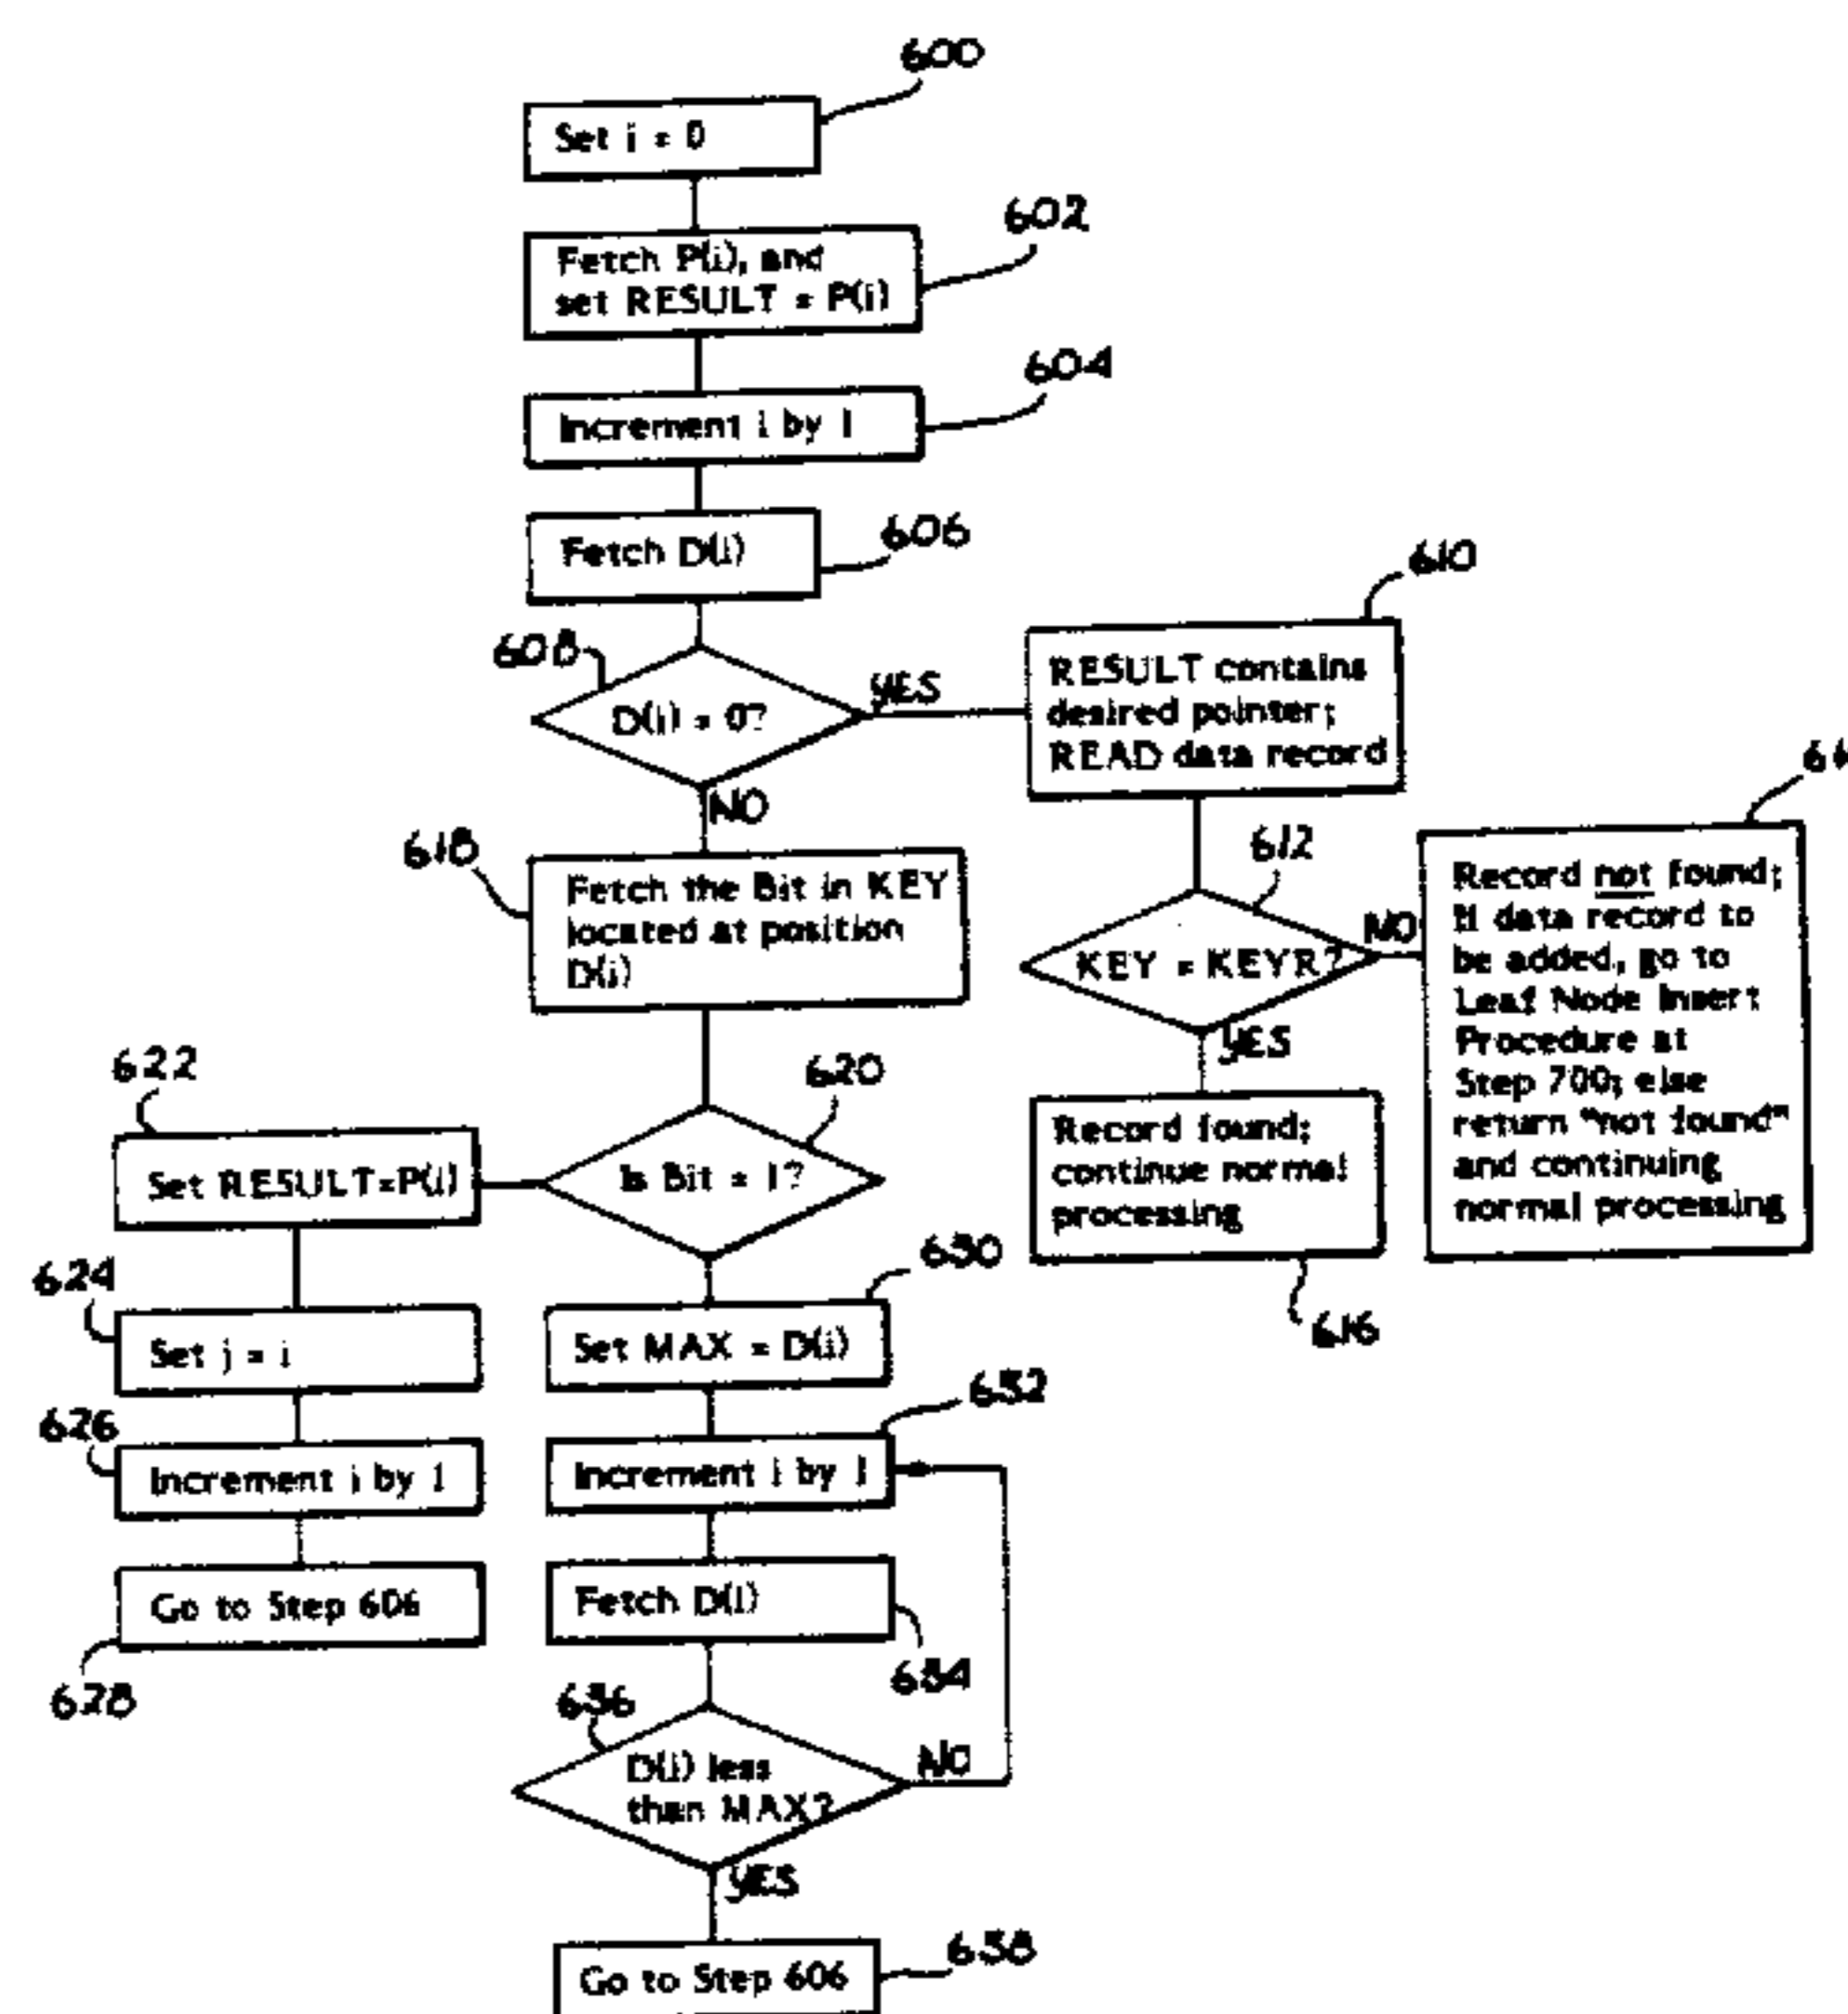 600
Set i = 0
602
Fetch P(i), and
set RESULT = P(i)
604
Increment i by 1
606
Fetch D(i)
608
D(i) = 0?
YES
NO
610
RESULT contains
desired pointer;
READ data record
612
KEY = KEYR?
NO
YES
Record not found;
If data record to
be added, go to
Leaf Node Insert
Procedure at
Step 700; else
return "not found"
and continuing
normal processing
616
Record found;
continue normal
processing
618
Fetch the Bit in KEY
located at position
D(i)
620
Is Bit = 1?
622
Set RESULT=P(i)
624
Set j = i
626
Increment i by 1
628
Go to Step 606
630
Set MAX = D(i)
632
Increment i by 1
634
Fetch D(i)
636
D(i) less
than MAX?
NO
YES
638
Go to Step 606